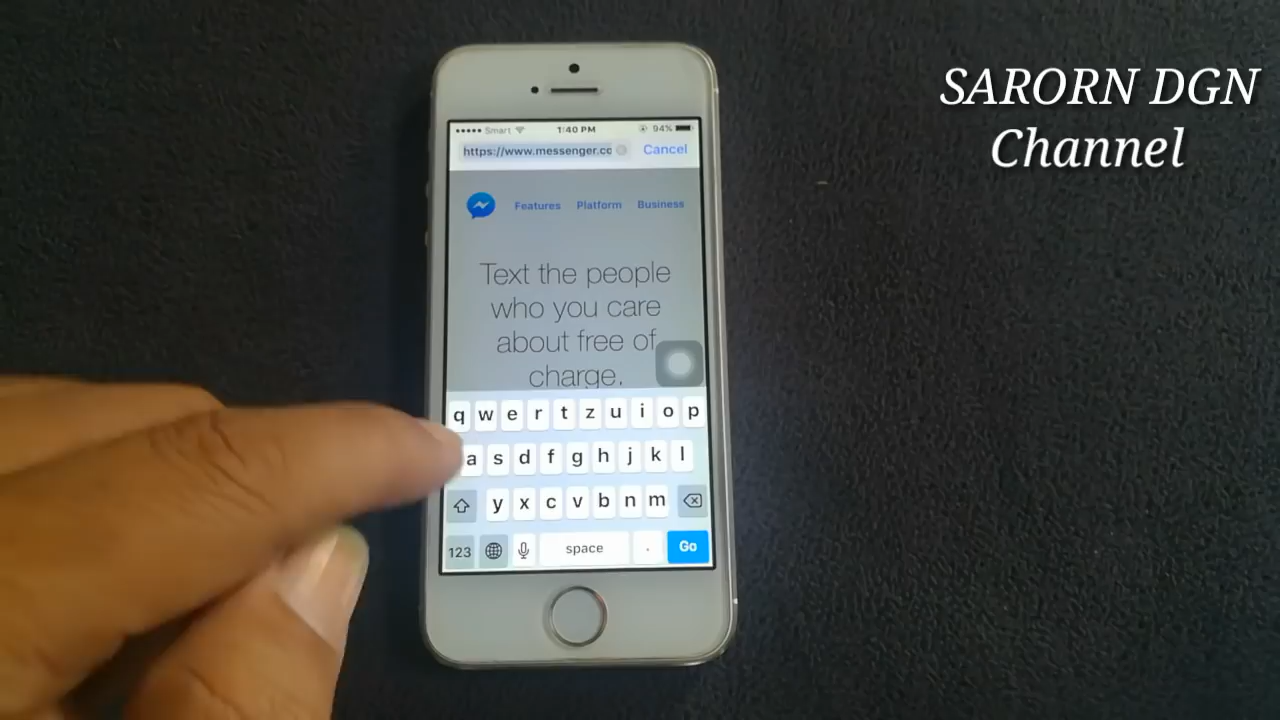 SARORN DGN
Channel
Smart 1:40 PM 94%
https://www.messenger.cc Cancel
Features Platform Business
Text the people
who you care
about free of
charge.
q w e r t z u i o p
a s d f g h j k l
y x c v b n m
123 space . Go